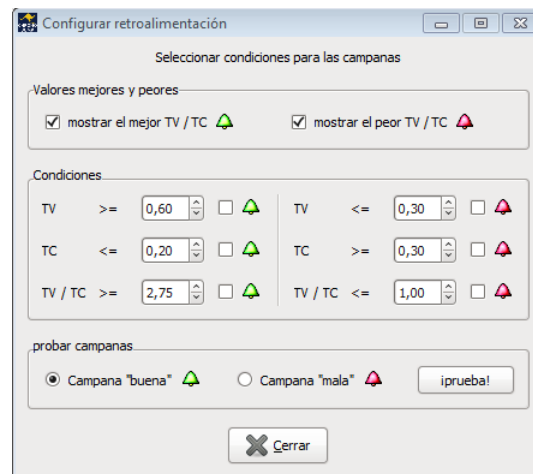 Configurar retroalimentación
Seleccionar condiciones para las campanas
Valores mejores y peores
mostrar el mejor TV / TC mostrar el peor TV / TC
Condiciones
TV >= 0,60 TV <= 0,30
TC <= 0,20 TC >= 0,30
TV / TC >= 2,75 TV / TC <= 1,00
probar campanas
Campana "buena" Campana "mala" ¡prueba!
Cerrar